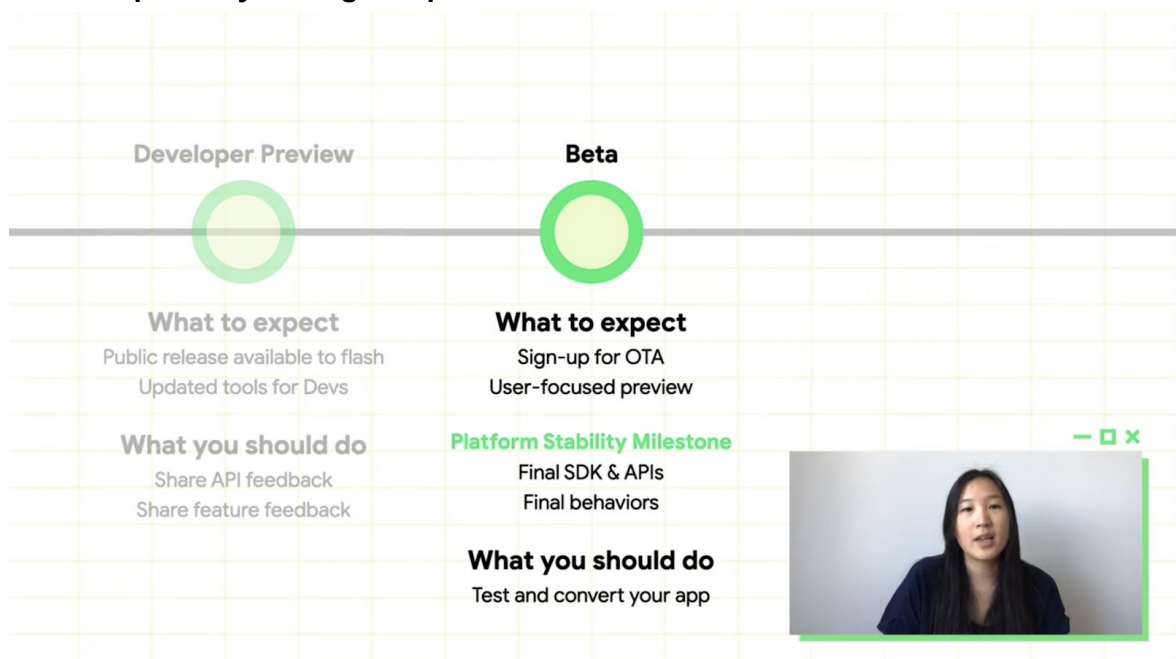 Developer Preview
What to expect
Public release available to flash
Updated tools for Devs
What you should do
Share API feedback
Share feature feedback
Beta
What to expect
Sign-up for OTA
User-focused preview
Platform Stability Milestone
Final SDK & APIs
Final behaviors
What you should do
Test and convert your app